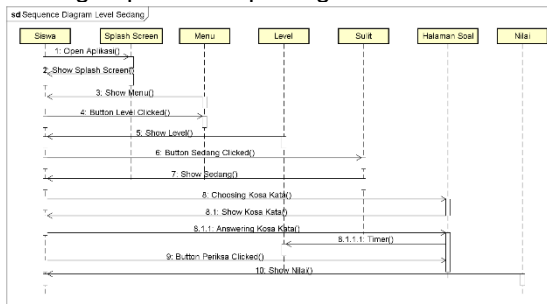 sd Sequence Diagram Level Sedang
Siswa
Splash Screen
Menu
Level
Sulit
Halaman Soal
Nilai
1: Open Aplikasi()
2: Show Splash Screen()
3: Show Menu()
4: Button Level Clicked()
5: Show Level()
6: Button Sedang Clicked()
7: Show Sedang()
8: Choosing Kosa Kata()
8.1: Show Kosa Kata()
8.1.1: Answering Kosa Kata()
8.1.1.1: Timer()
9: Button Periksa Clicked()
10: Show Nilai()